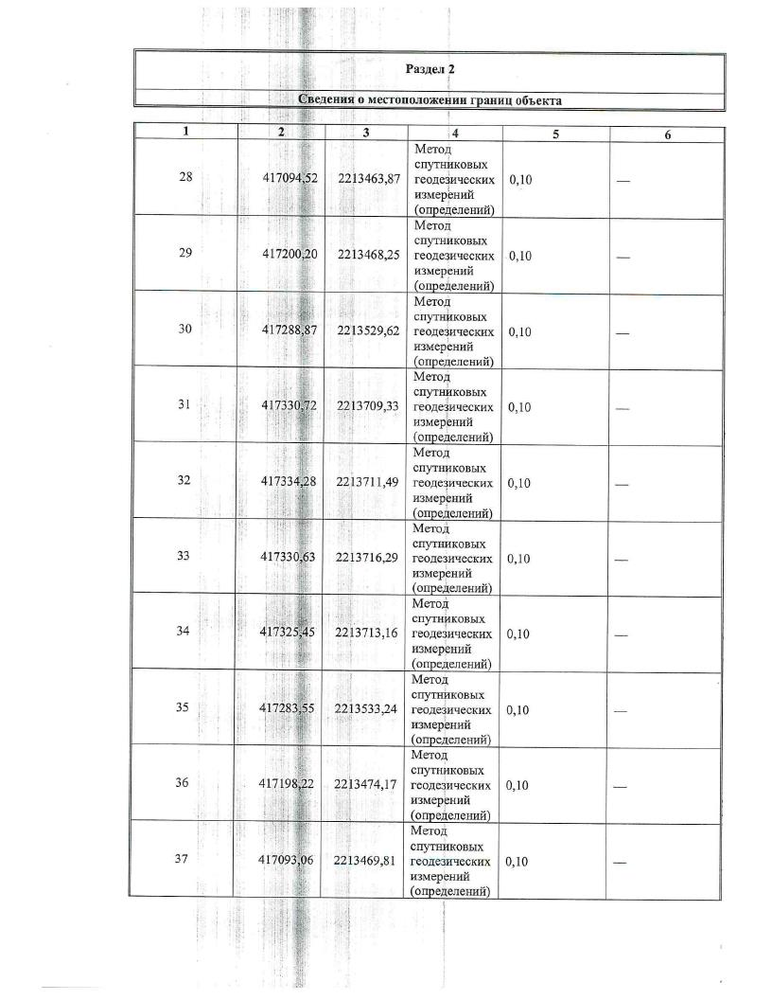 Раздел 2
Сведения о местоположении границ объекта
1 2 3 4 5 6
28 417094,52 2213463,87 Метод спутниковых геодезических измерений (определений) 0,10 —
29 417200,20 2213468,25 Метод спутниковых геодезических измерений (определений) 0,10 —
30 417288,87 2213529,62 Метод спутниковых геодезических измерений (определений) 0,10 —
31 417330,72 2213709,33 Метод спутниковых геодезических измерений (определений) 0,10 —
32 417334,28 2213711,49 Метод спутниковых геодезических измерений (определений) 0,10 —
33 417330,63 2213716,29 Метод спутниковых геодезических измерений (определений) 0,10 —
34 417325,45 2213713,16 Метод спутниковых геодезических измерений (определений) 0,10 —
35 417283,55 2213533,24 Метод спутниковых геодезических измерений (определений) 0,10 —
36 417198,22 2213474,17 Метод спутниковых геодезических измерений (определений) 0,10 —
37 417093,06 2213469,81 Метод спутниковых геодезических измерений (определений) 0,10 —